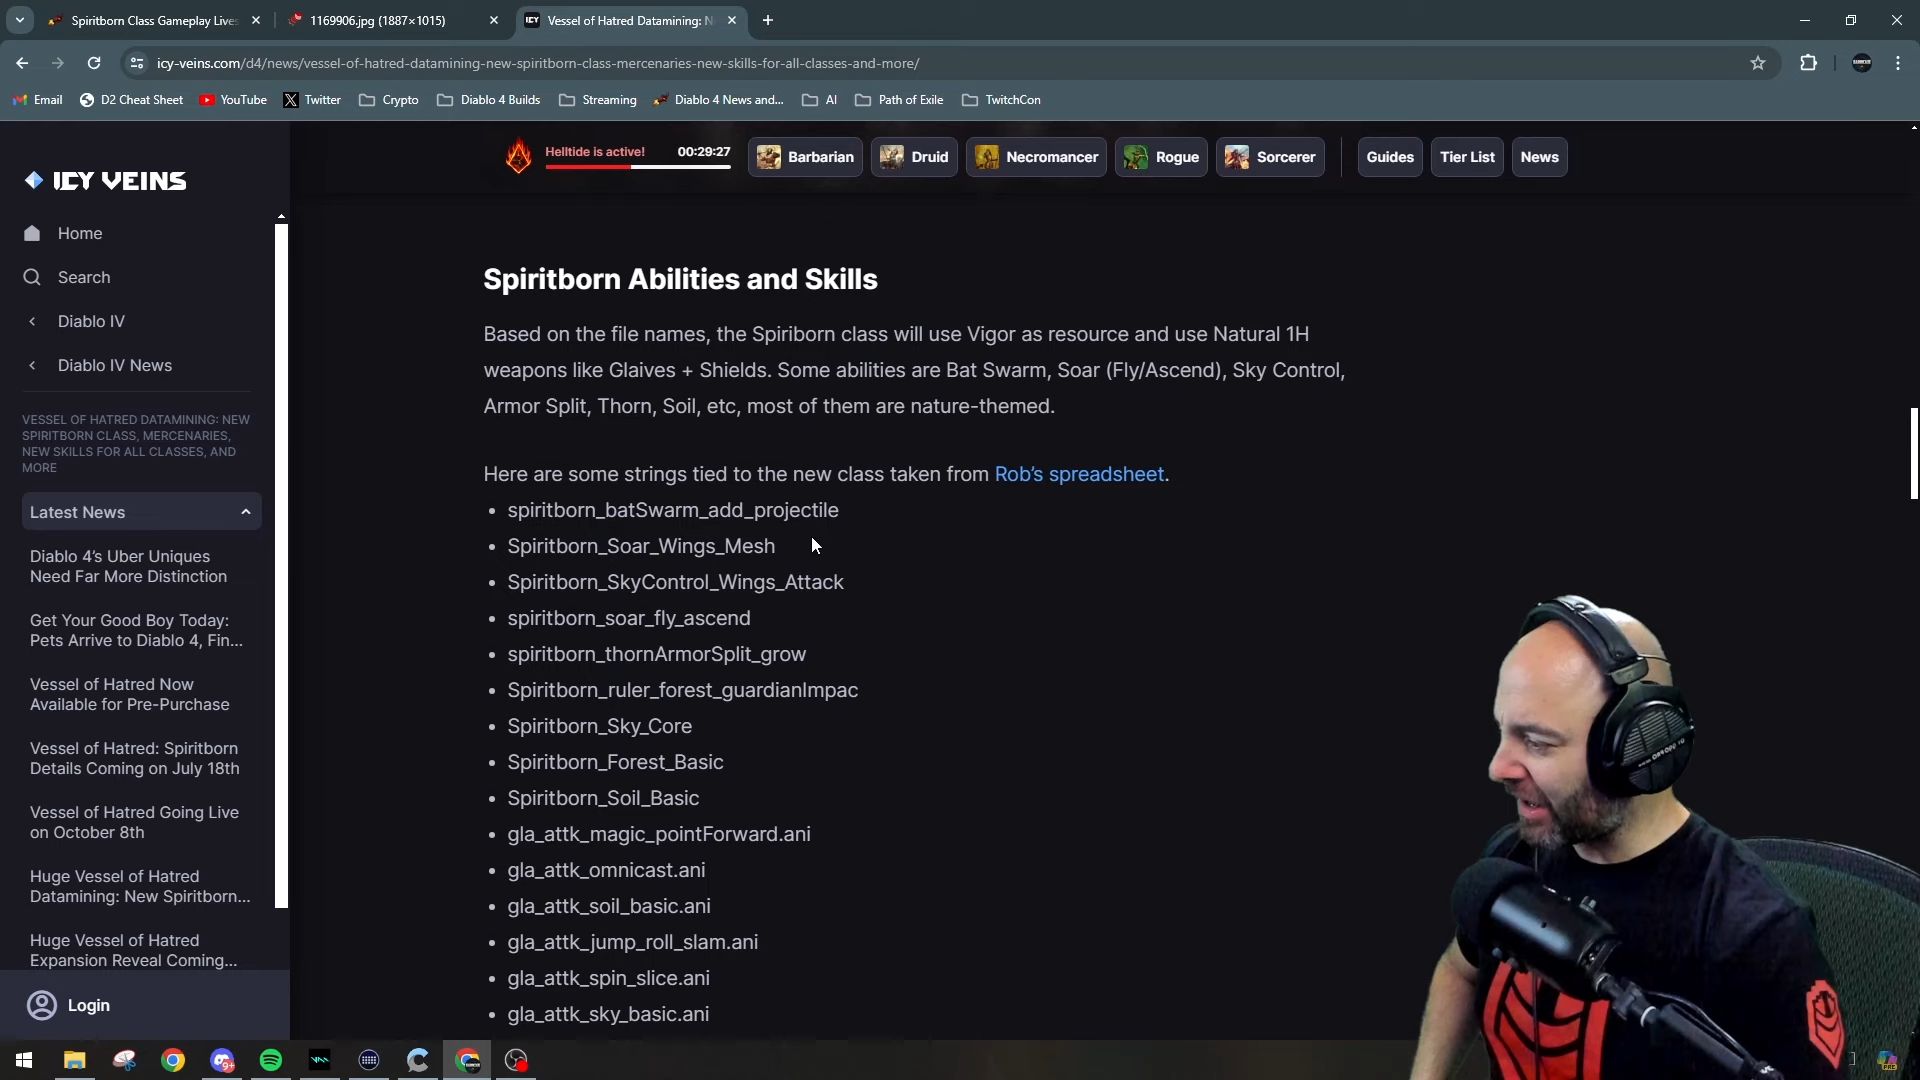 Spiritborn Class Gameplay Lives
1169906.jpg (1887×1015)
Vessel of Hatred Datamining: N
icy-veins.com/d4/news/vessel-of-hatred-datamining-new-spiritborn-class-mercenaries-new-skills-for-all-classes-and-more/
Email
D2 Cheat Sheet
YouTube
Twitter
Crypto
Diablo 4 Builds
Streaming
Diablo 4 News and...
AI
Path of Exile
TwitchCon
ICY VEINS
Helltide is active!
00:29:27
Barbarian
Druid
Necromancer
Rogue
Sorcerer
Guides
Tier List
News
Home
Search
Diablo IV
Diablo IV News
VESSEL OF HATRED DATAMINING: NEW
SPIRITBORN CLASS, MERCENARIES,
NEW SKILLS FOR ALL CLASSES, AND
MORE
Latest News
Diablo 4's Uber Uniques
Need Far More Distinction
Get Your Good Boy Today:
Pets Arrive to Diablo 4, Fin...
Vessel of Hatred Now
Available for Pre-Purchase
Vessel of Hatred: Spiritborn
Details Coming on July 18th
Vessel of Hatred Going Live
on October 8th
Huge Vessel of Hatred
Datamining: New Spiritborn...
Huge Vessel of Hatred
Expansion Reveal Coming...
Login
Spiritborn Abilities and Skills
Based on the file names, the Spiriborn class will use Vigor as resource and use Natural 1H
weapons like Glaives + Shields. Some abilities are Bat Swarm, Soar (Fly/Ascend), Sky Control,
Armor Split, Thorn, Soil, etc, most of them are nature-themed.
Here are some strings tied to the new class taken from Rob's spreadsheet.
• spiritborn_batSwarm_add_projectile
• Spiritborn_Soar_Wings_Mesh
• Spiritborn_SkyControl_Wings_Attack
• spiritborn_soar_fly_ascend
• spiritborn_thornArmorSplit_grow
• Spiritborn_ruler_forest_guardianImpac
• Spiritborn_Sky_Core
• Spiritborn_Forest_Basic
• Spiritborn_Soil_Basic
• gla_attk_magic_pointForward.ani
• gla_attk_omnicast.ani
• gla_attk_soil_basic.ani
• gla_attk_jump_roll_slam.ani
• gla_attk_spin_slice.ani
• gla_attk_sky_basic.ani